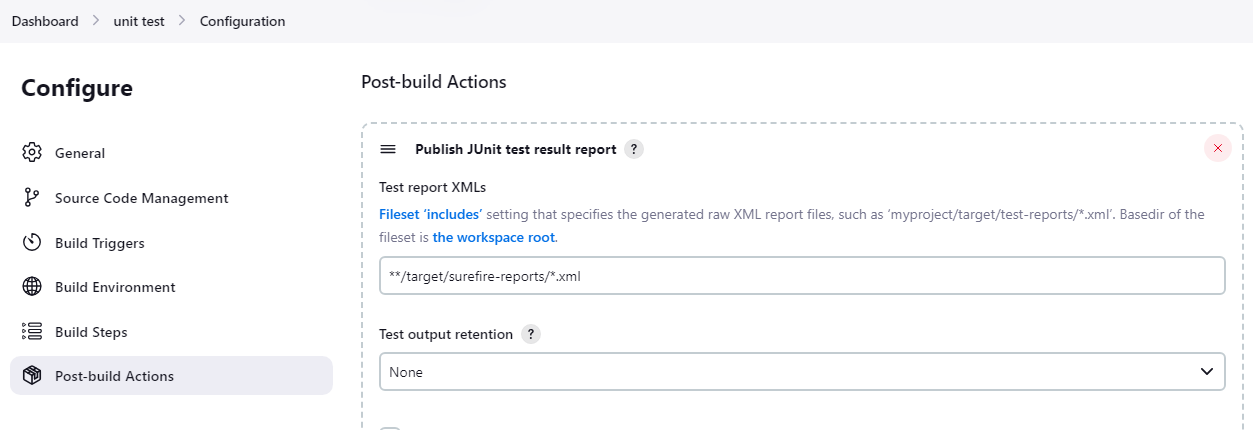 Dashboard > unit test > Configuration
Configure
General
Source Code Management
Build Triggers
Build Environment
Build Steps
Post-build Actions
Post-build Actions
Publish JUnit test result report ?
Test report XMLs
Fileset ‘includes’ setting that specifies the generated raw XML report files, such as ‘myproject/target/test-reports/*.xml’. Basedir of the
fileset is the workspace root.
**/target/surefire-reports/*.xml
Test output retention ?
None